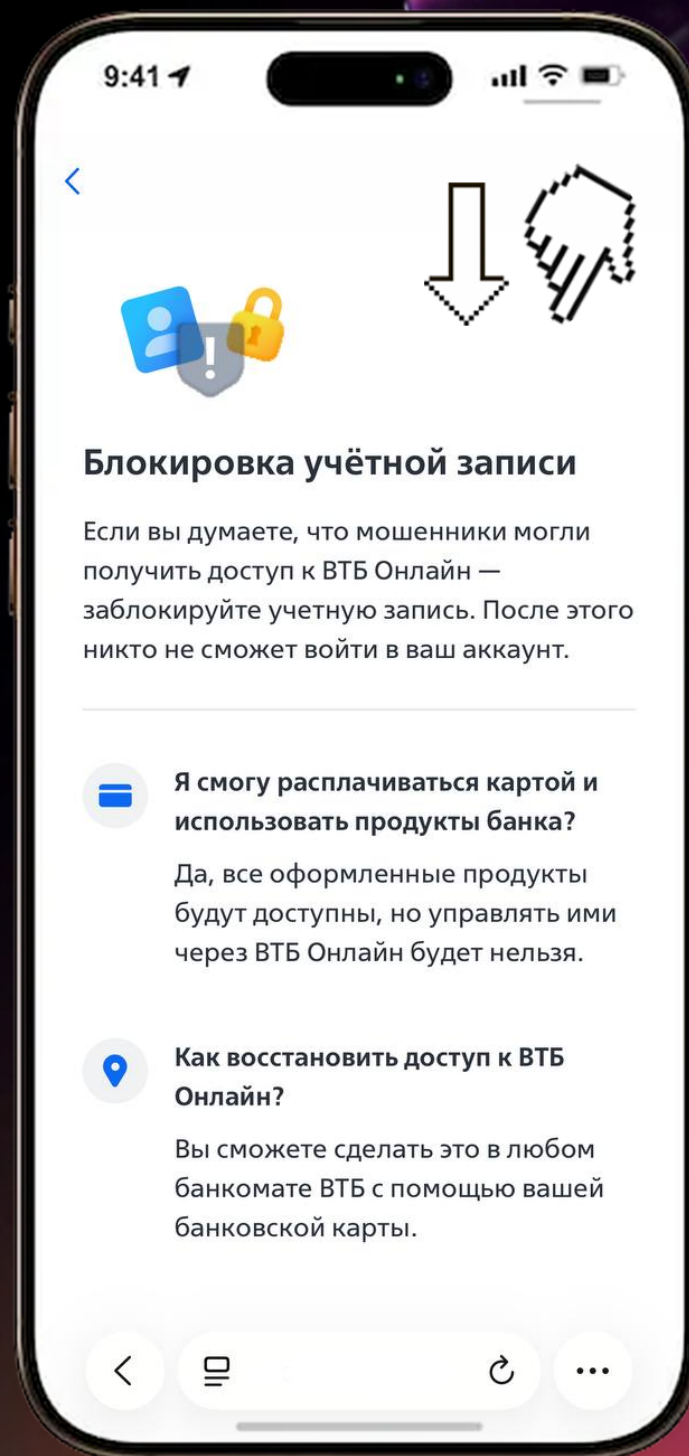 9:41
Блокировка учётной записи
Если вы думаете, что мошенники могли
получить доступ к ВТБ Онлайн —
заблокируйте учетную запись. После этого
никто не сможет войти в ваш аккаунт.
Я смогу расплачиваться картой и
использовать продукты банка?
Да, все оформленные продукты
будут доступны, но управлять ими
через ВТБ Онлайн будет нельзя.
Как восстановить доступ к ВТБ
Онлайн?
Вы сможете сделать это в любом
банкомате ВТБ с помощью вашей
банковской карты.